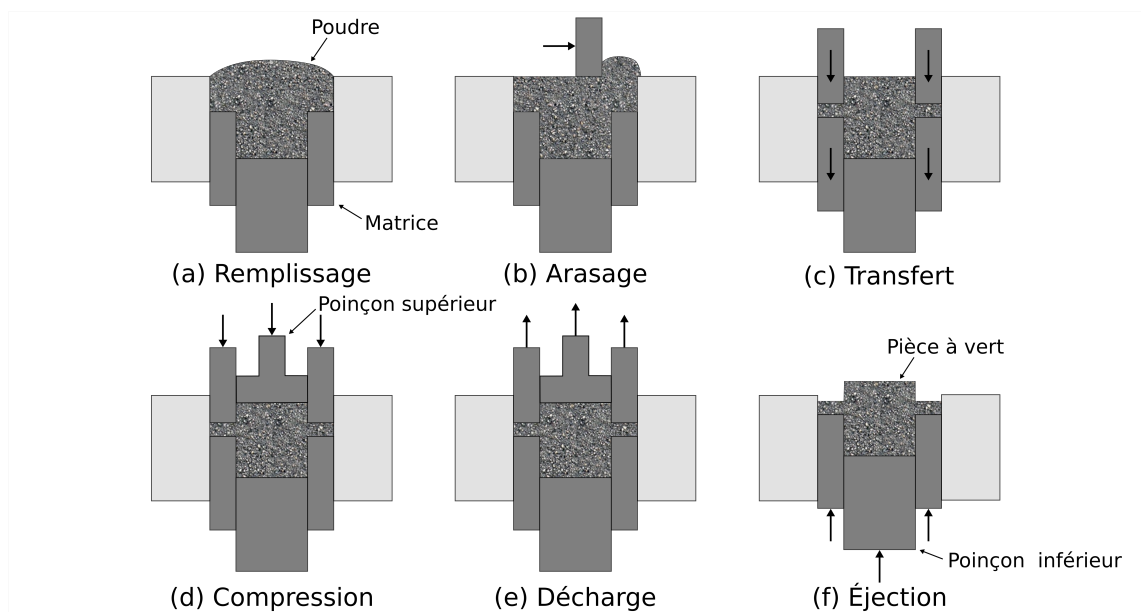 Poudre
Matrice
(a) Remplissage
(b) Arasage
(c) Transfert
Poinçon supérieur
Pièce à vert
Poinçon inférieur
(d) Compression
(e) Décharge
(f) Éjection